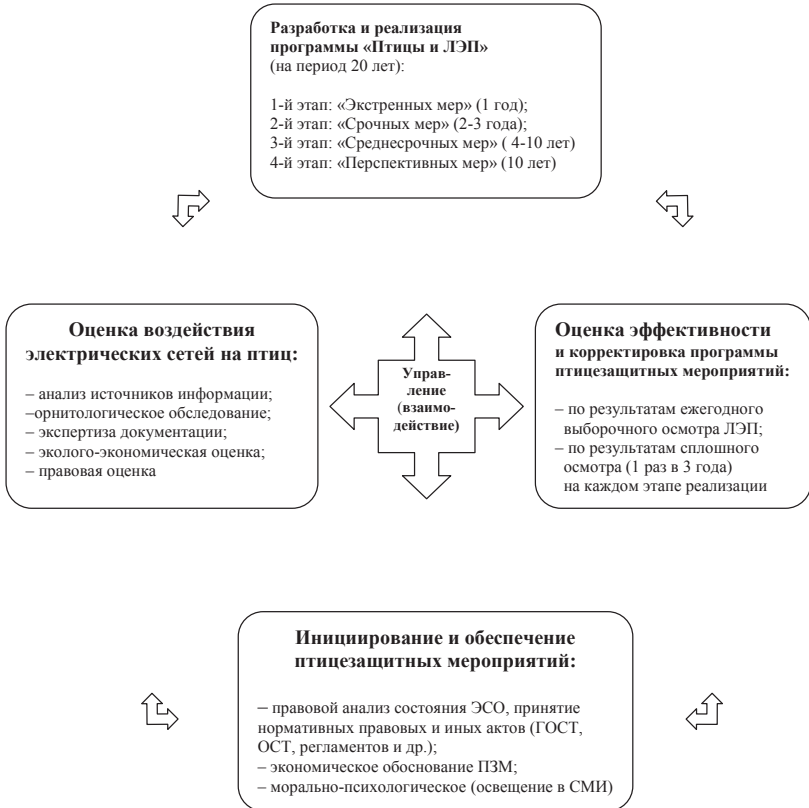 Разработка и реализация
программы «Птицы и ЛЭП»
(на период 20 лет):
1-й этап: «Экстренных мер» (1 год);
2-й этап: «Срочных мер» (2-3 года);
3-й этап: «Среднесрочных мер» ( 4-10 лет)
4-й этап: «Перспективных мер» (10 лет)
Оценка воздействия
электрических сетей на птиц:
– анализ источников информации;
–орнитологическое обследование;
– экспертиза документации;
– эколого-экономическая оценка;
– правовая оценка
Управ-
ление
(взаимо-
действие)
Оценка эффективности
и корректировка программы
птицезащитных мероприятий:
– по результатам ежегодного
выборочного осмотра ЛЭП;
– по результатам сплошного
осмотра (1 раз в 3 года)
на каждом этапе реализации
Инициирование и обеспечение
птицезащитных мероприятий:
– правовой анализ состояния ЭСО, принятие
нормативных правовых и иных актов (ГОСТ,
ОСТ, регламентов и др.);
– экономическое обоснование ПЗМ;
– морально-психологическое (освещение в СМИ)